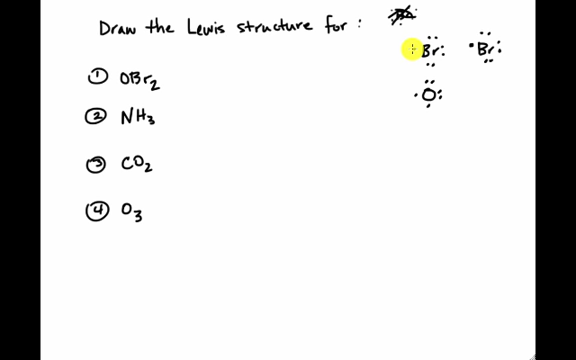 Draw the Lewis structure for :
① OBr₂
② NH₃
③ CO₂
④ O₃
Br: ·Br:
·O: